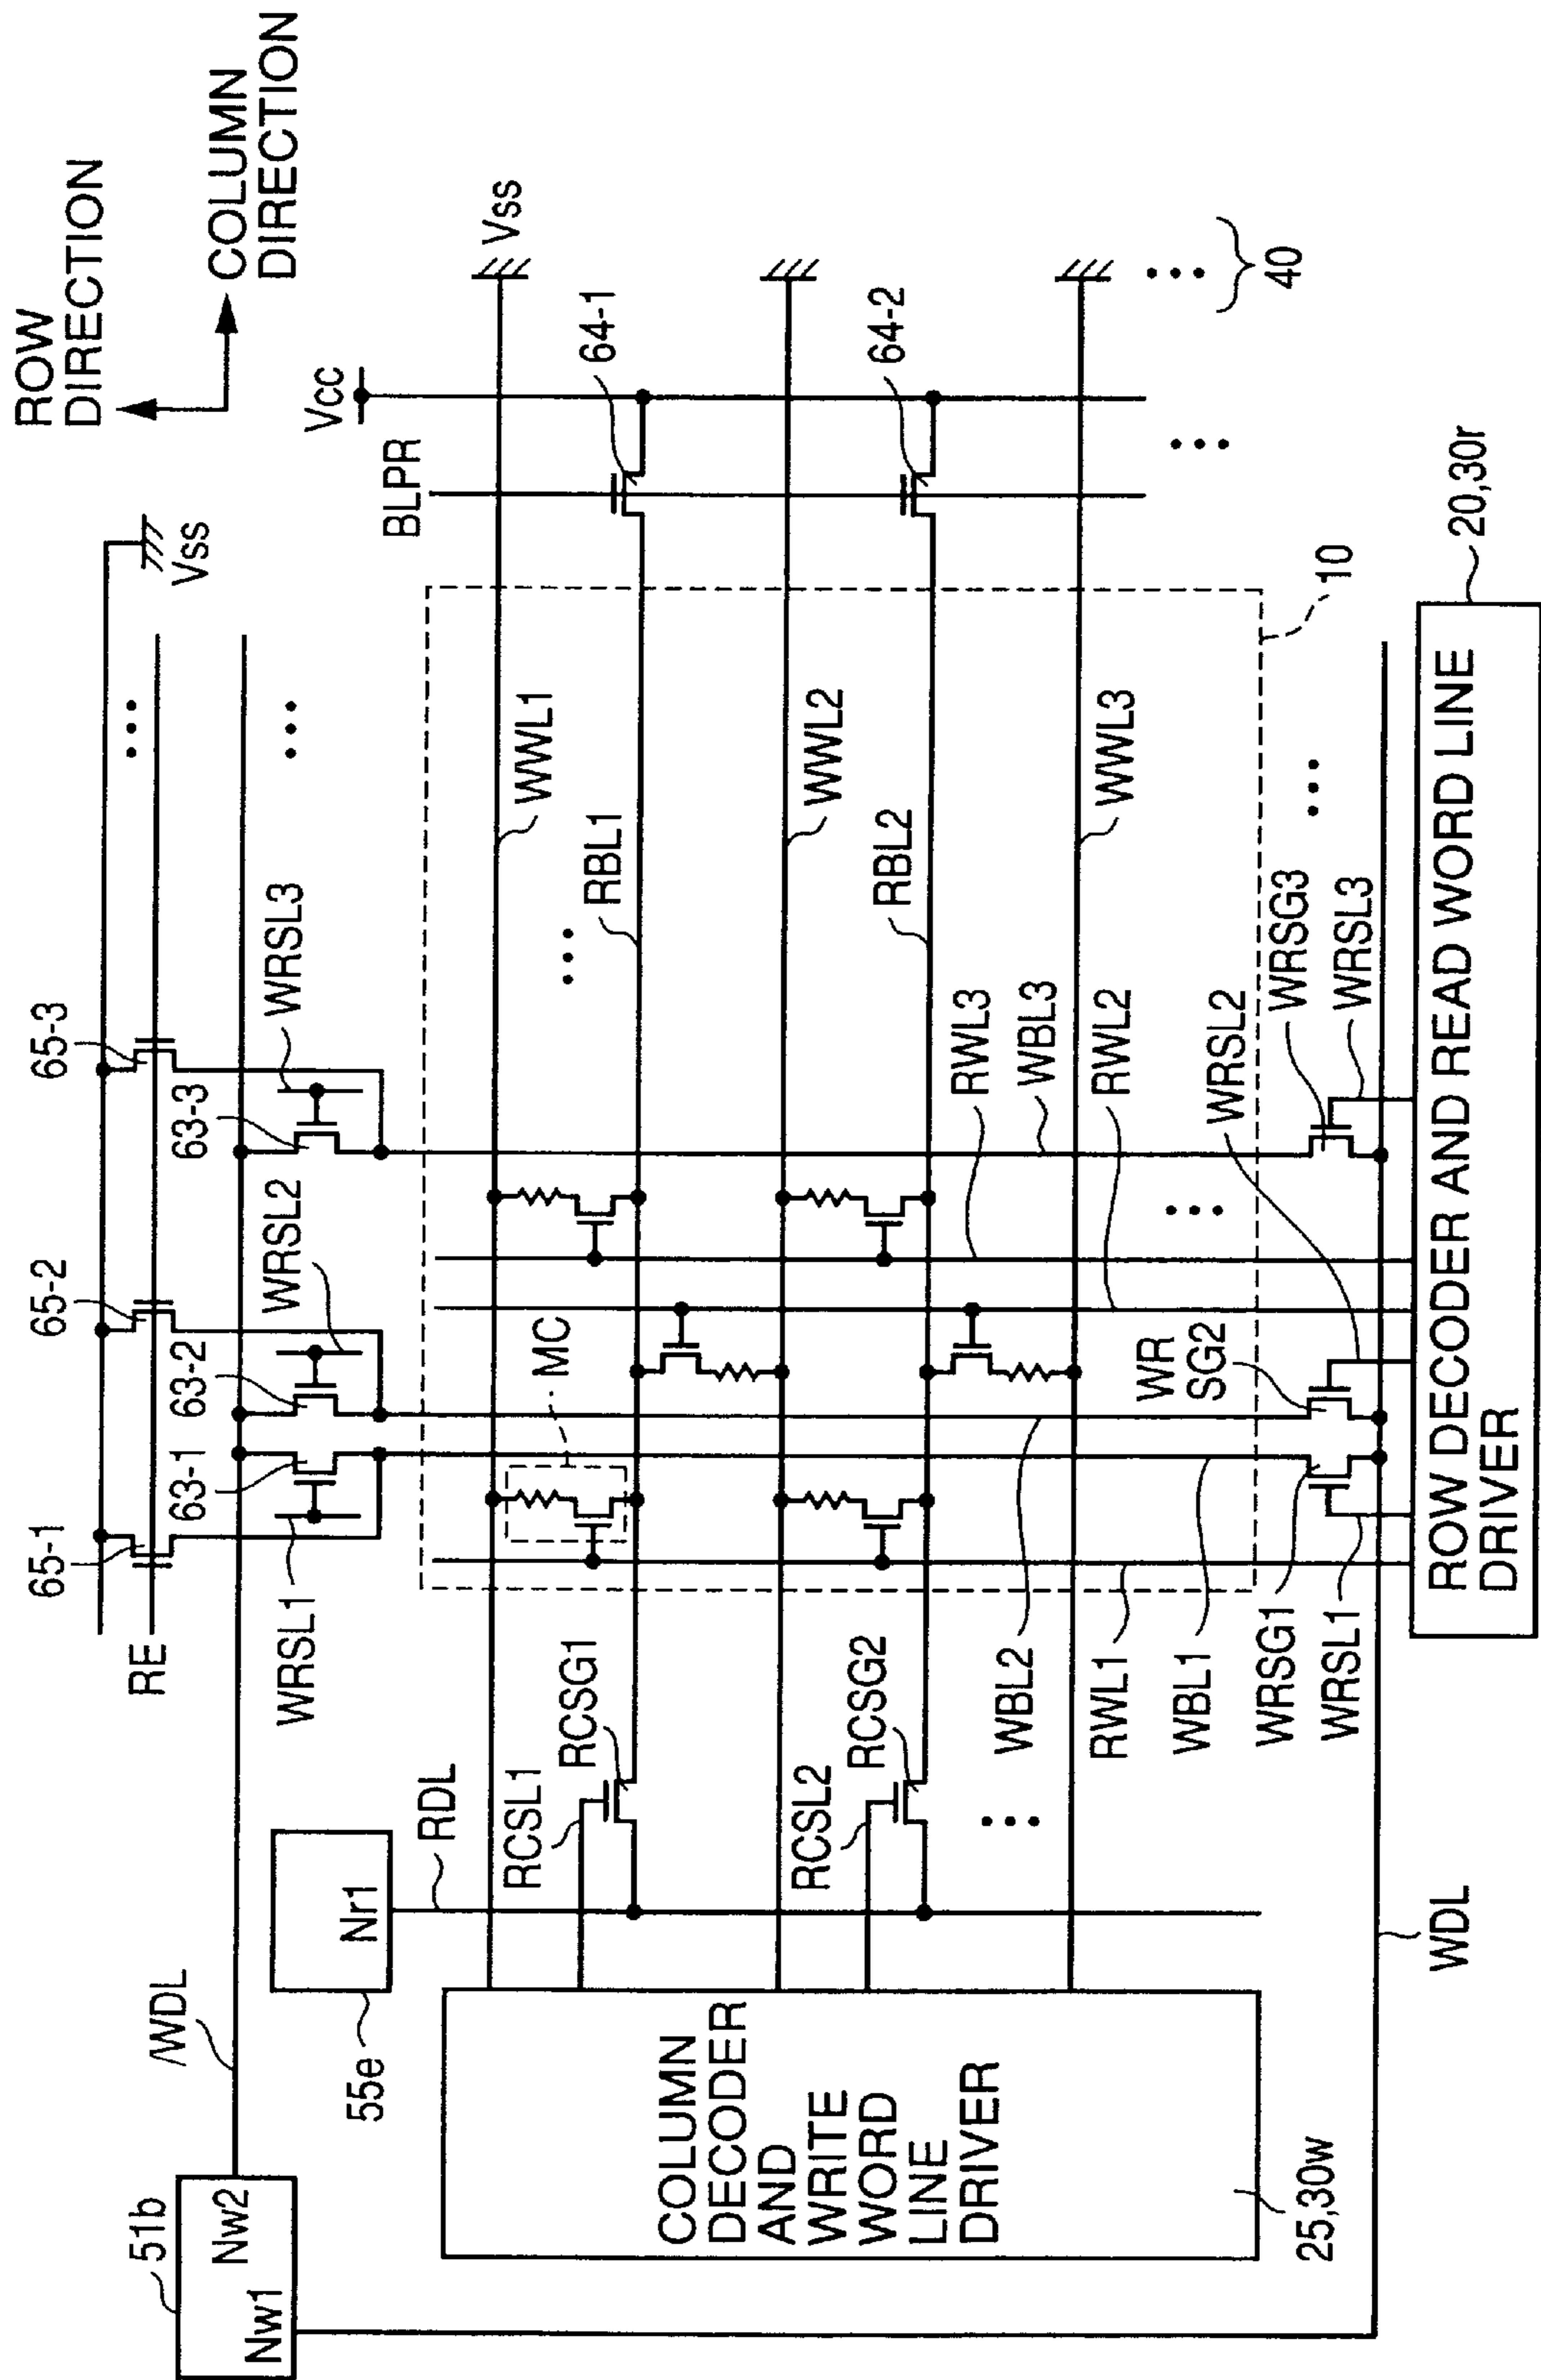 ROW
DIRECTION
COLUMN
DIRECTION
65-1
65-2
65-3
Vss
RE
51b
Nw2
Nw1
/WDL
63-1
63-2
63-3
WRSL1
WRSL2
WRSL3
55e
Nr1
RDL
BLPR
Vcc
Vss
MC
WWL1
RCSL1
RCSG1
RBL1
64-1
COLUMN
DECODER
AND
WRITE
WORD
LINE
DRIVER
25,30w
WWL2
RCSL2
RCSG2
RBL2
64-2
WWL3
40
WBL2
RWL1
WBL1
WR
SG2
RWL3
WBL3
RWL2
WRSL2
10
WRSG1
WRSL1
WRSG3
WRSL3
WDL
ROW DECODER AND READ WORD LINE
DRIVER
20,30r